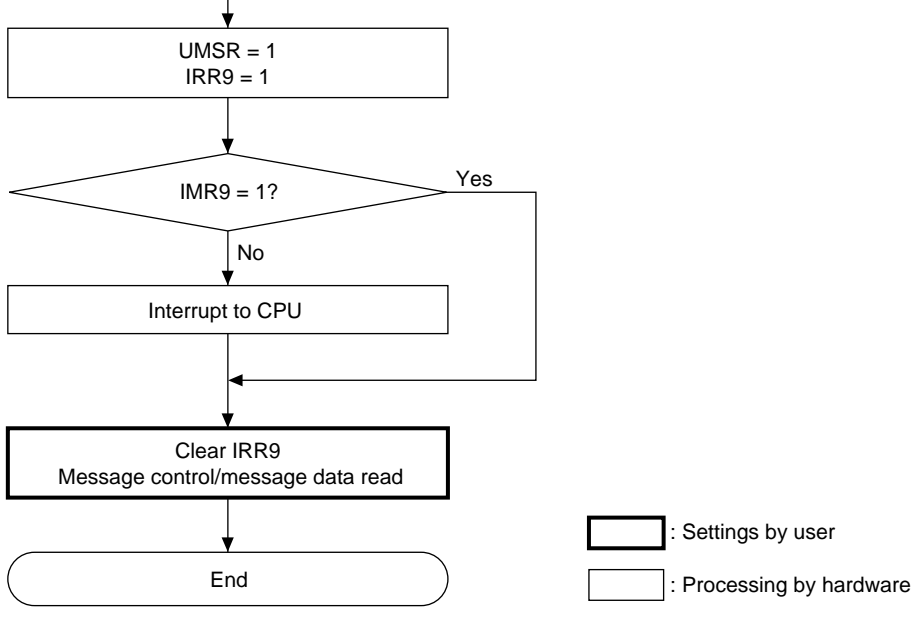 UMSR = 1
IRR9 = 1
IMR9 = 1?
Yes
No
Interrupt to CPU
Clear IRR9
Message control/message data read
End
: Settings by user
: Processing by hardware